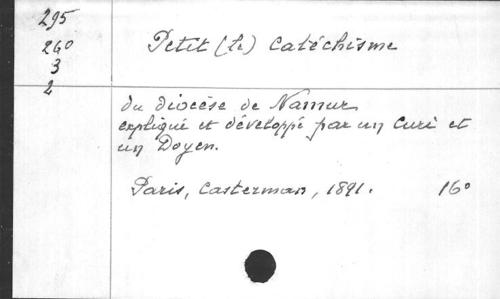 295
260
3
2
Petit (le) Catéchisme
du diocèse de Namur
expliqué et développé par un Curé et
un Doyen.
Paris, Casterman, 1891. 16°